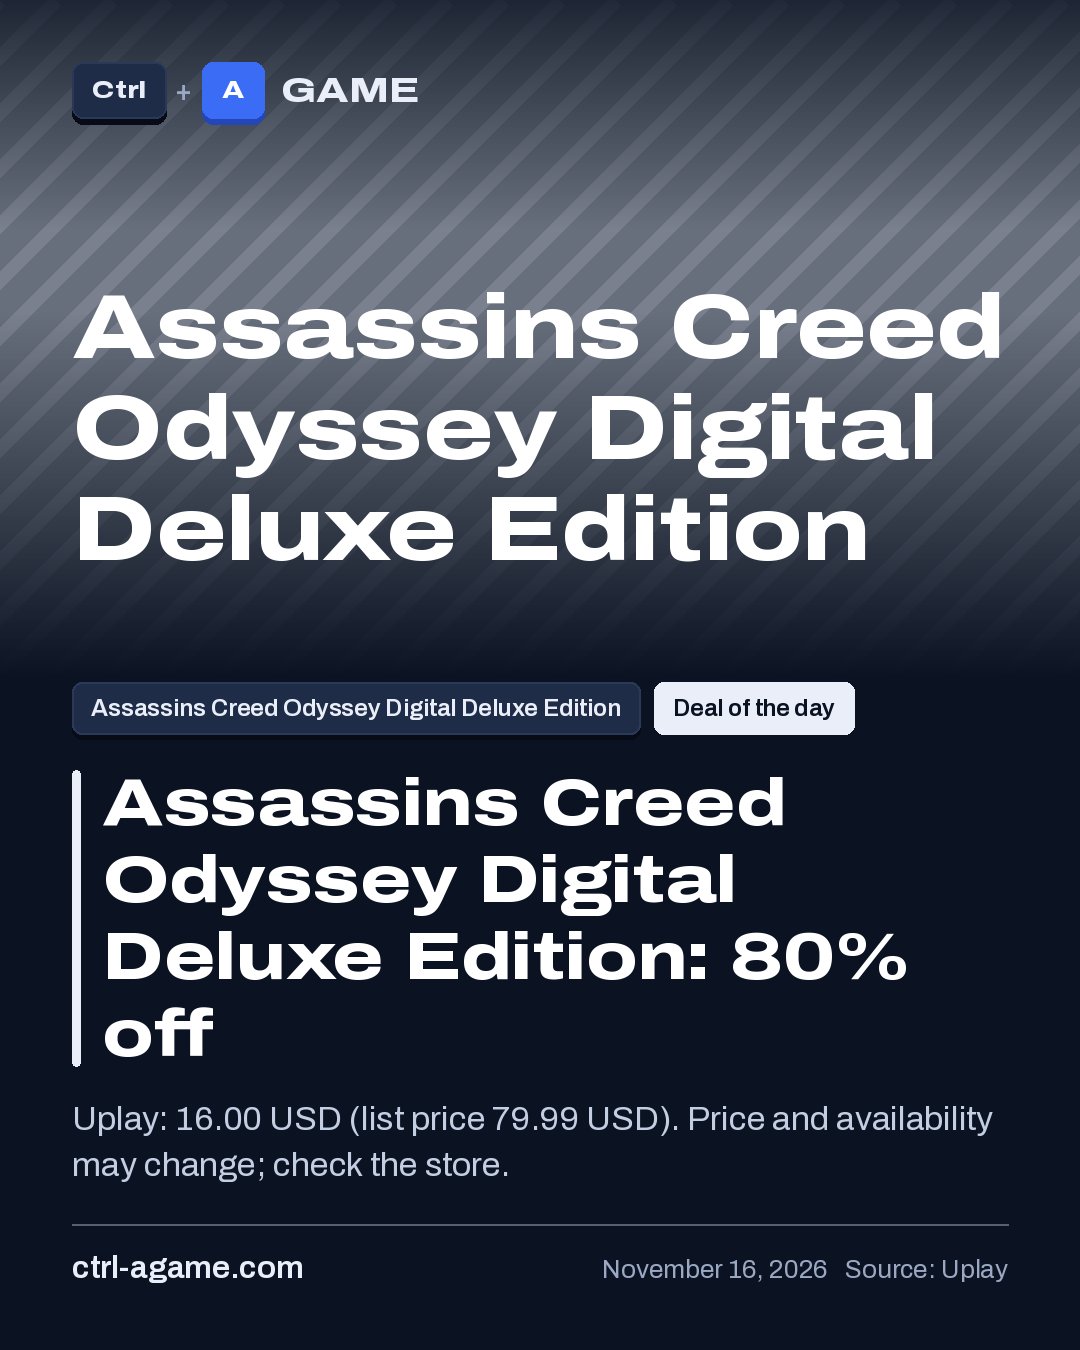 Ctrl + A GAME
Assassins Creed
Odyssey Digital
Deluxe Edition
Assassins Creed Odyssey Digital Deluxe Edition Deal of the day
Assassins Creed
Odyssey Digital
Deluxe Edition: 80%
off
Uplay: 16.00 USD (list price 79.99 USD). Price and availability
may change; check the store.
ctrl-agame.com November 16, 2026 Source: Uplay